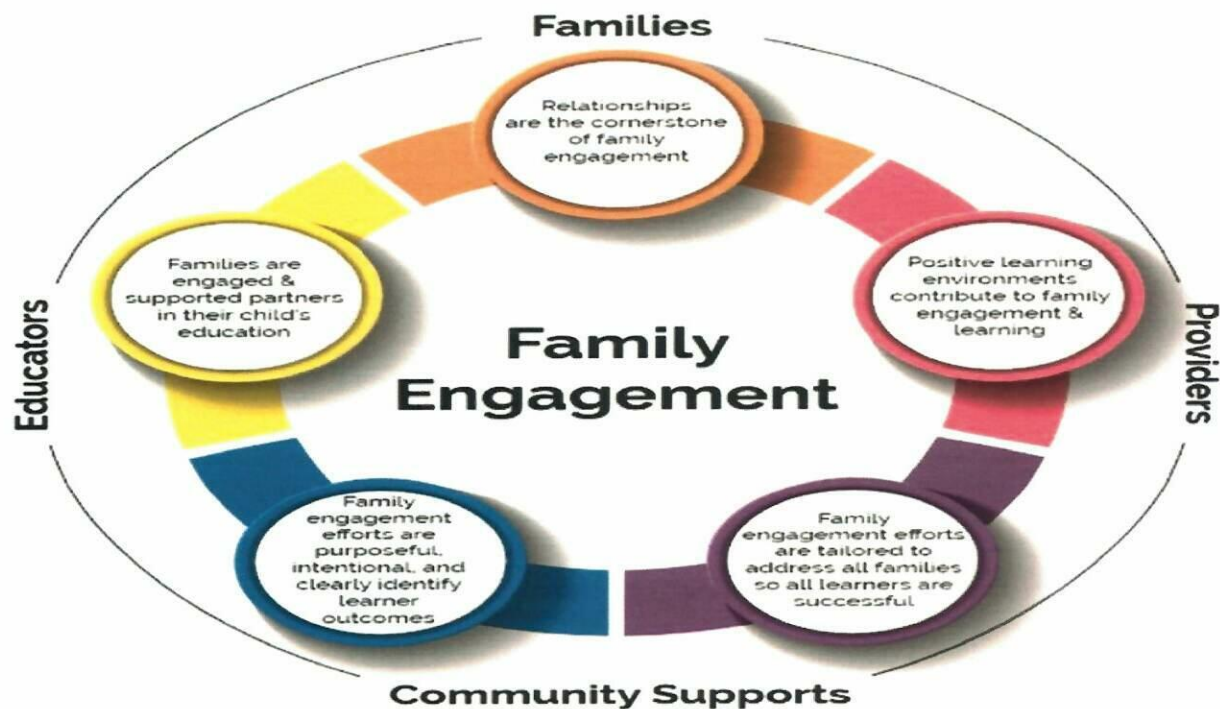 Families
Relationships
are the cornerstone
of family
engagement
Families are
engaged &
supported partners
in their child's
education
Positive learning
environments
contribute to family
engagement &
learning
Educators
Family
Engagement
Providers
Family
engagement
efforts are
purposeful,
intentional, and
clearly identify
learner
outcomes
Family
engagement efforts
are tailored to
address all families
so all learners are
successful
Community Supports